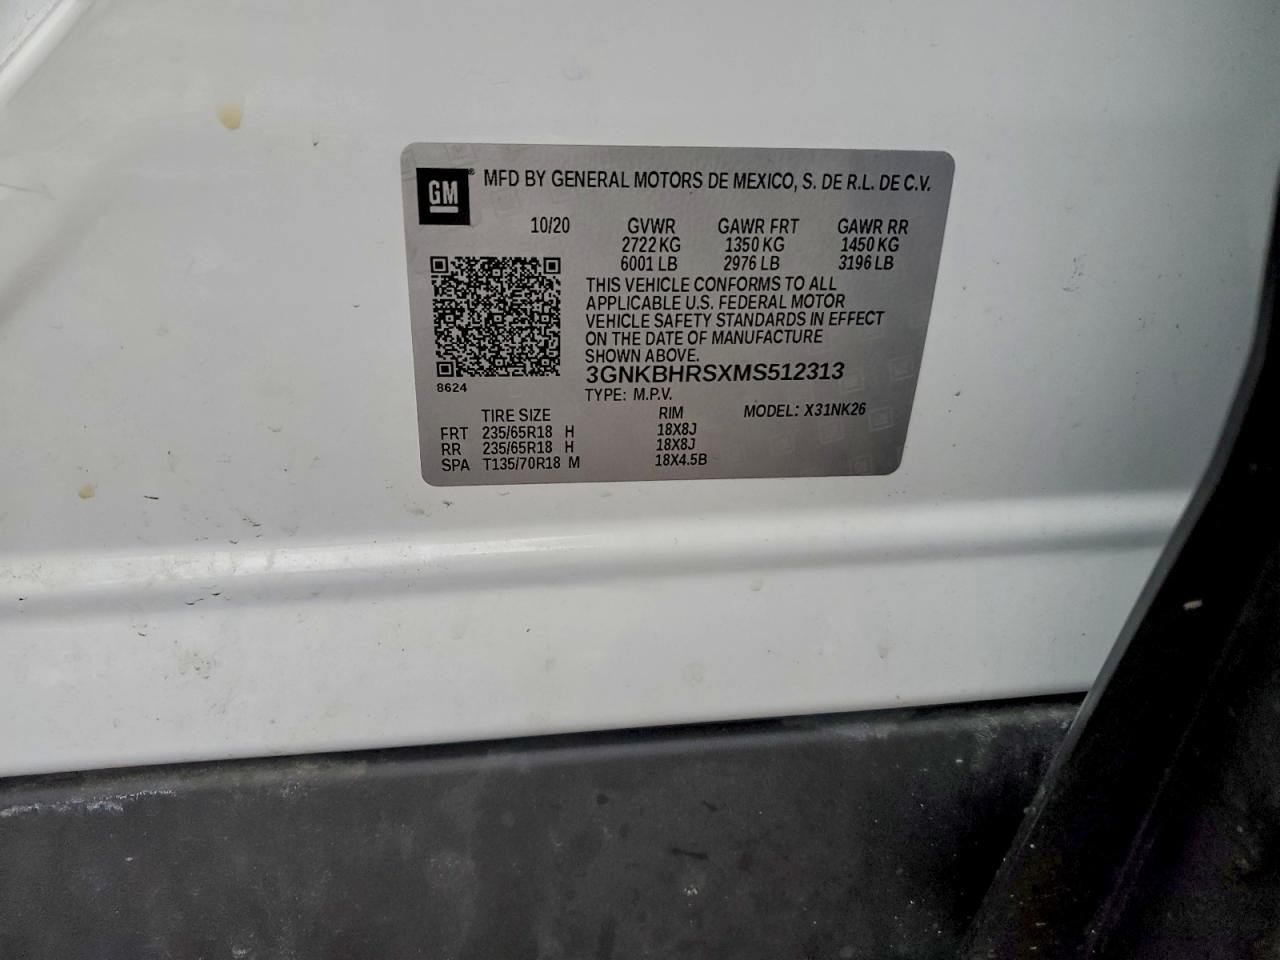 GM ® MFD BY GENERAL MOTORS DE MEXICO, S. DE R.L. DE C.V.
10/20 GVWR GAWR FRT GAWR RR
2722 KG 1350 KG 1450 KG
6001 LB 2976 LB 3196 LB
THIS VEHICLE CONFORMS TO ALL
APPLICABLE U.S. FEDERAL MOTOR
VEHICLE SAFETY STANDARDS IN EFFECT
ON THE DATE OF MANUFACTURE
SHOWN ABOVE.
3GNKBHRSXMS512313
8624
TYPE: M.P.V.
TIRE SIZE RIM MODEL: X31NK26
FRT 235/65R18 H 18X8J
RR 235/65R18 H 18X8J
SPA T135/70R18 M 18X4.5B